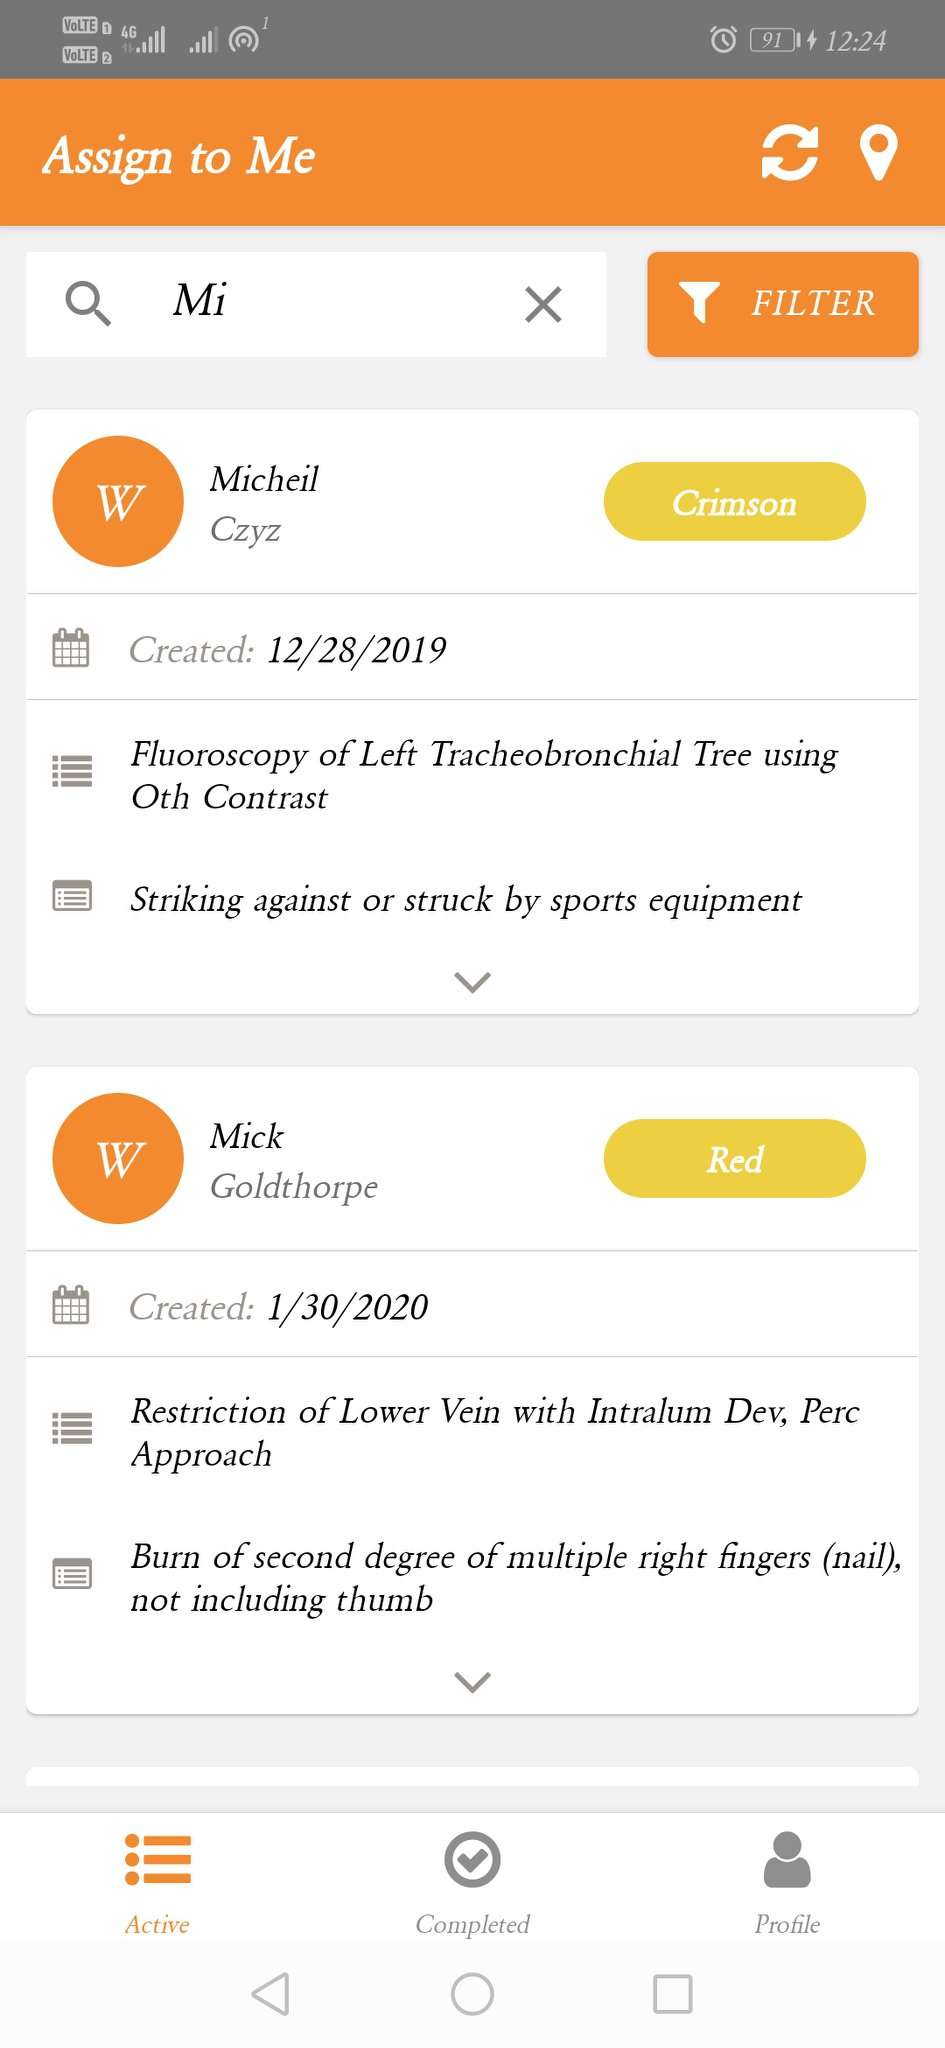 VoLTE 1 4G 1
VoLTE 2
91 12:24
Assign to Me
Mi
FILTER
W
Micheil
Czyz
Crimson
Created: 12/28/2019
Fluoroscopy of Left Tracheobronchial Tree using
Oth Contrast
Striking against or struck by sports equipment
W
Mick
Goldthorpe
Red
Created: 1/30/2020
Restriction of Lower Vein with Intralum Dev, Perc
Approach
Burn of second degree of multiple right fingers (nail),
not including thumb
Active
Completed
Profile